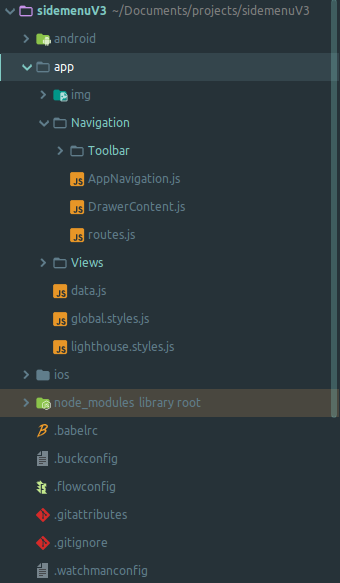 sidemenuV3 ~/Documents/projects/sidemenuV3
android
app
img
Navigation
Toolbar
JS AppNavigation.js
JS DrawerContent.js
JS routes.js
Views
JS data.js
JS global.styles.js
JS lighthouse.styles.js
ios
node_modules library root
.babelrc
.buckconfig
.flowconfig
.gitattributes
.gitignore
.watchmanconfig